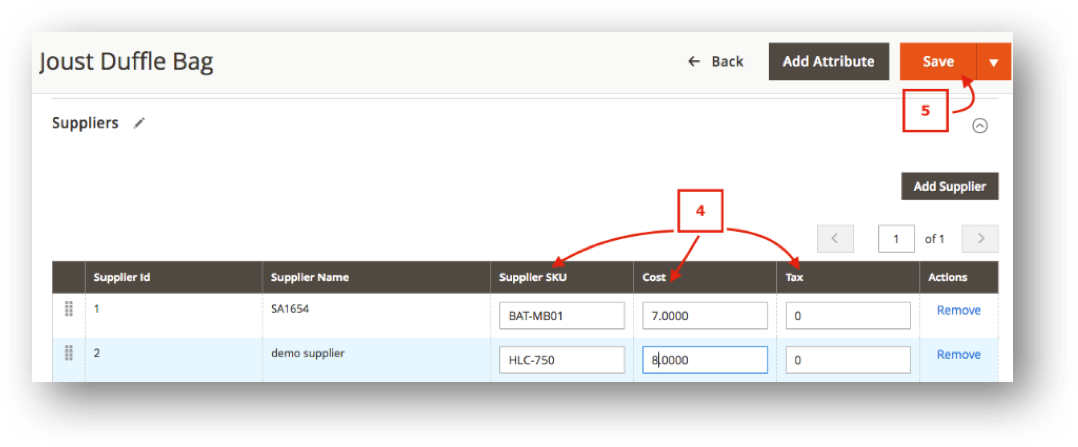 Joust Duffle Bag
← Back
Add Attribute
Save
5
Suppliers
Add Supplier
4
1 of 1
Supplier Id Supplier Name Supplier SKU Cost Tax Actions
1 SA1654 BAT-MB01 7.0000 0 Remove
2 demo supplier HLC-750 8.0000 0 Remove